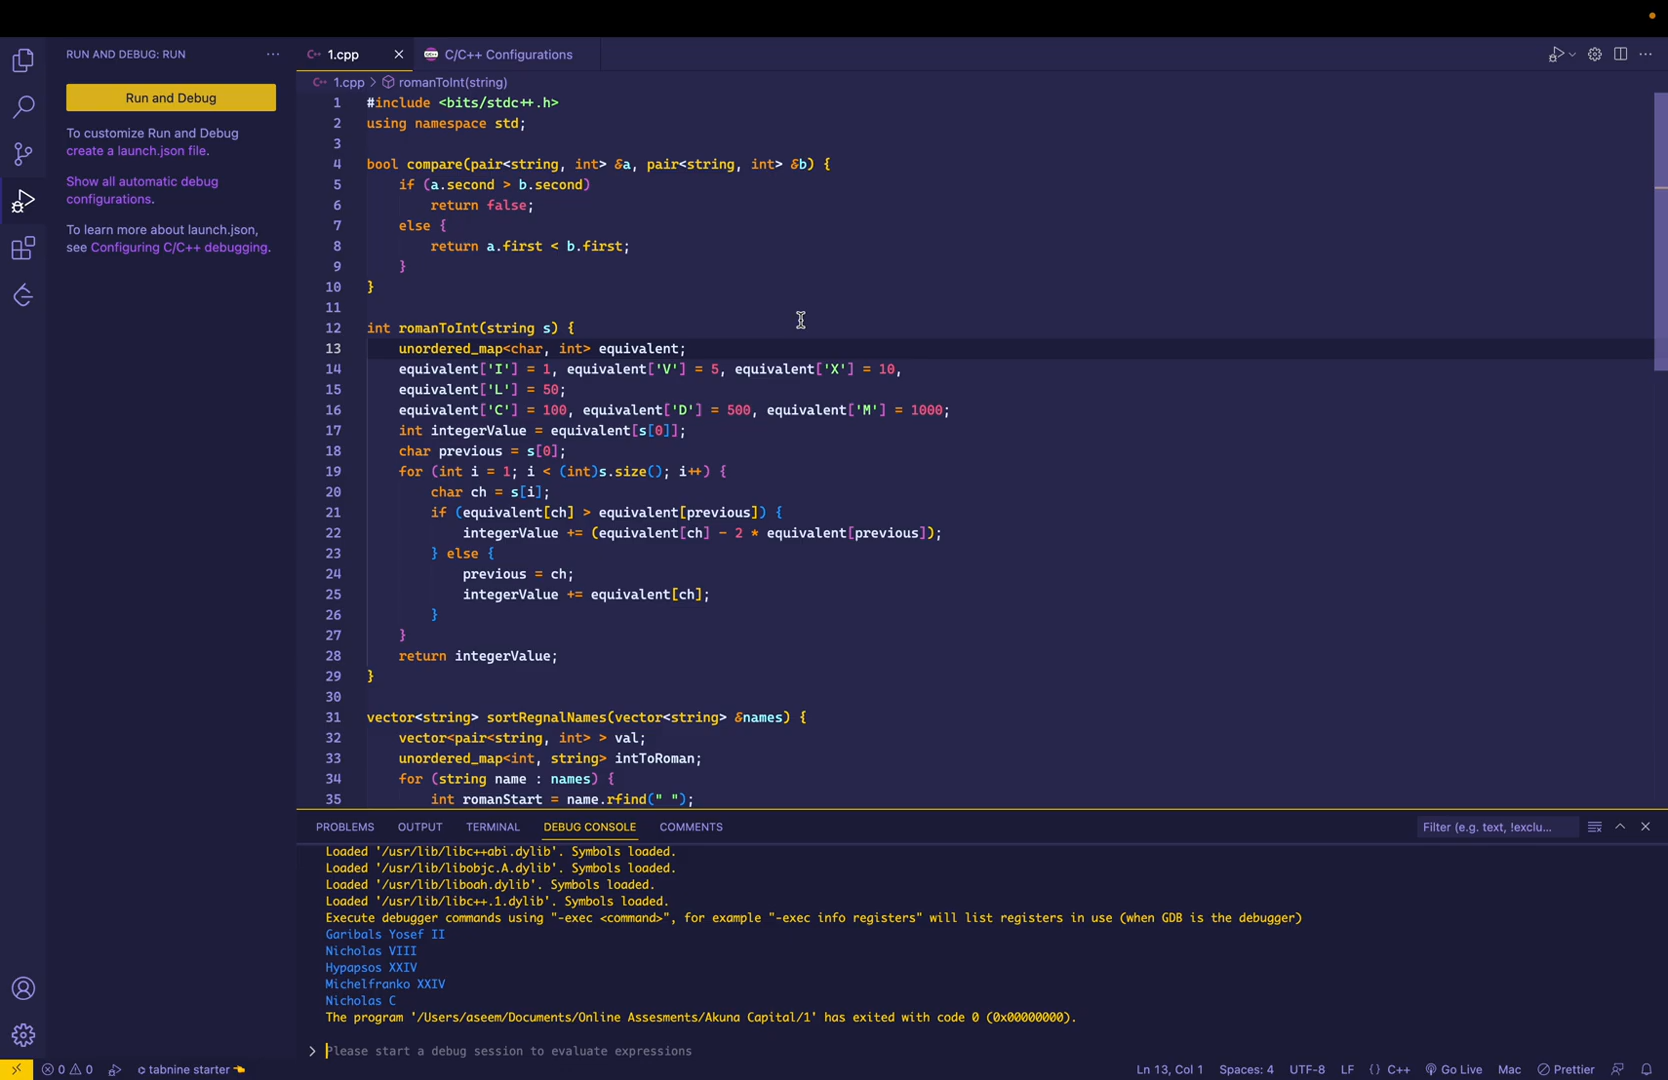 RUN AND DEBUG: RUN
Run and Debug
To customize Run and Debug
create a launch.json file.
Show all automatic debug
configurations.
To learn more about launch.json,
see Configuring C/C++ debugging.
1.cpp
C/C++ Configurations
1.cpp > romanToInt(string)
1 #include <bits/stdc++.h>
2 using namespace std;
3
4 bool compare(pair<string, int> &a, pair<string, int> &b) {
5 if (a.second > b.second)
6 return false;
7 else {
8 return a.first < b.first;
9 }
10 }
11
12 int romanToInt(string s) {
13 unordered_map<char, int> equivalent;
14 equivalent['I'] = 1, equivalent['V'] = 5, equivalent['X'] = 10,
15 equivalent['L'] = 50;
16 equivalent['C'] = 100, equivalent['D'] = 500, equivalent['M'] = 1000;
17 int integerValue = equivalent[s[0]];
18 char previous = s[0];
19 for (int i = 1; i < (int)s.size(); i++) {
20 char ch = s[i];
21 if (equivalent[ch] > equivalent[previous]) {
22 integerValue += (equivalent[ch] - 2 * equivalent[previous]);
23 } else {
24 previous = ch;
25 integerValue += equivalent[ch];
26 }
27 }
28 return integerValue;
29 }
30
31 vector<string> sortRegnalNames(vector<string> &names) {
32 vector<pair<string, int> > val;
33 unordered_map<int, string> intToRoman;
34 for (string name : names) {
35 int romanStart = name.rfind(" ");
PROBLEMS OUTPUT TERMINAL DEBUG CONSOLE COMMENTS
Filter (e.g. text, !exclu...
Loaded '/usr/lib/libc++abi.dylib'. Symbols loaded.
Loaded '/usr/lib/libobjc.A.dylib'. Symbols loaded.
Loaded '/usr/lib/liboah.dylib'. Symbols loaded.
Loaded '/usr/lib/libc++.1.dylib'. Symbols loaded.
Execute debugger commands using "-exec <command>", for example "-exec info registers" will list registers in use (when GDB is the debugger)
Garibals Yosef II
Nicholas VIII
Hypapsos XXIV
Michelfranko XXIV
Nicholas C
The program '/Users/aseem/Documents/Online Assesments/Akuna Capital/1' has exited with code 0 (0x00000000).
Please start a debug session to evaluate expressions
0 0 tabnine starter Ln 13, Col 1 Spaces: 4 UTF-8 LF {} C++ Go Live Mac Prettier